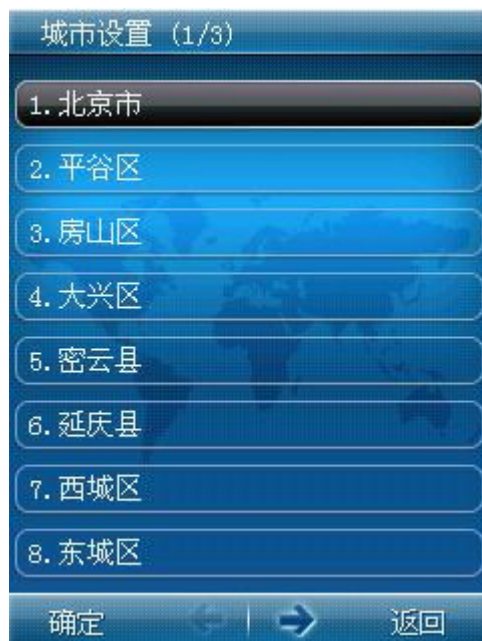 城市设置 (1/3)
1.北京市
2.平谷区
3.房山区
4.大兴区
5.密云县
6.延庆县
7.西城区
8.东城区
确定 返回